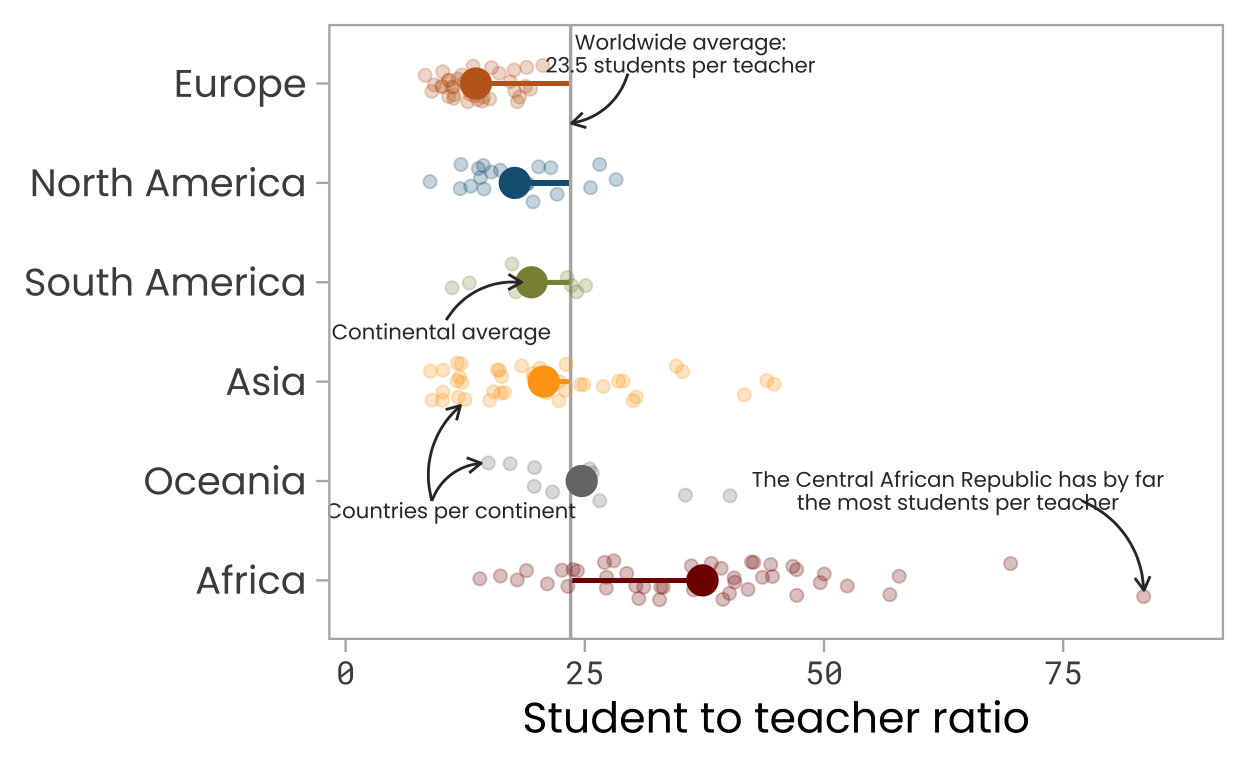 Worldwide average:
23.5 students per teacher
Europe
North America
South America
Continental average
Asia
Oceania
The Central African Republic has by far
the most students per teacher
Countries per continent
Africa
0 25 50 75
Student to teacher ratio